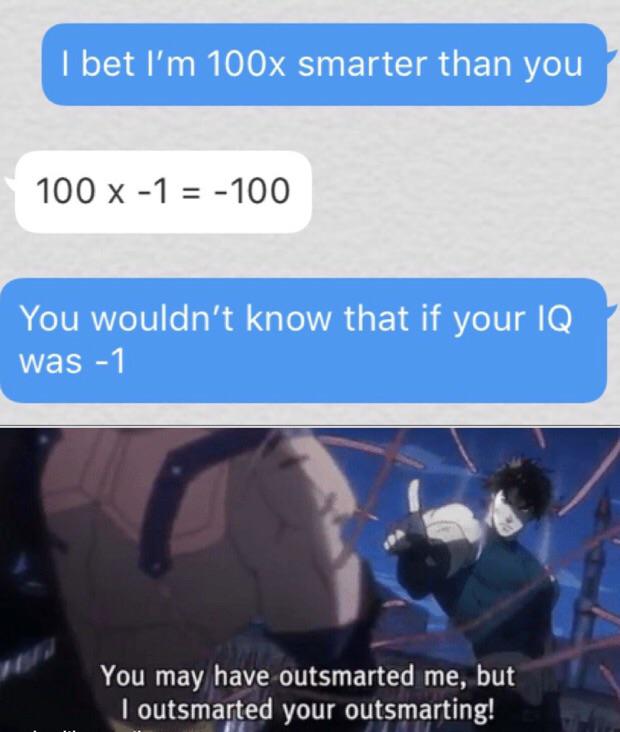 I bet I'm 100x smarter than you
100 x -1 = -100
You wouldn't know that if your IQ
was -1
You may have outsmarted me, but
I outsmarted your outsmarting!